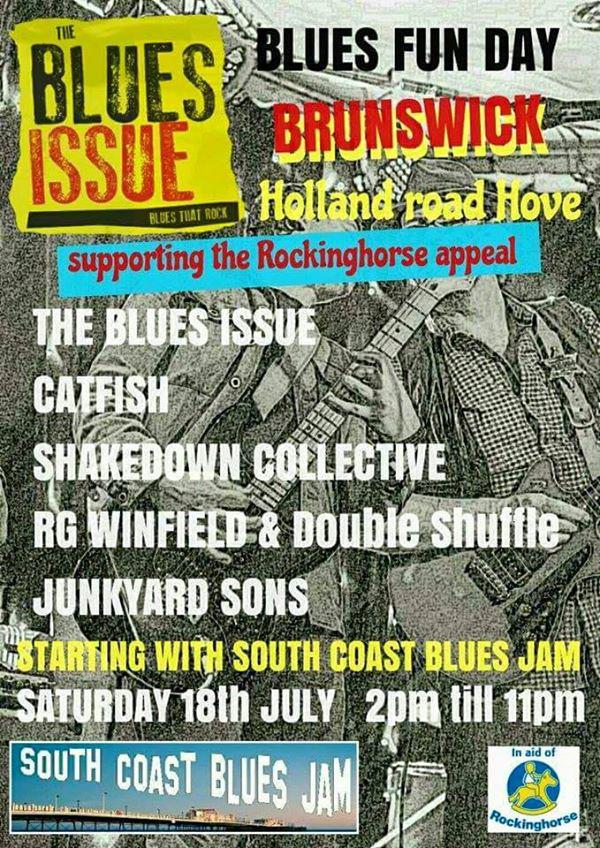 THE
BLUES
ISSUE
BLUES THAT ROCK
BLUES FUN DAY
BRUNSWICK
Holland road Hove
supporting the Rockinghorse appeal
THE BLUES ISSUE
CATFISH
SHAKEDOWN COLLECTIVE
RG WINFIELD & Double Shuffle
JUNKYARD SONS
STARTING WITH SOUTH COAST BLUES JAM
SATURDAY 18th JULY 2pm till 11pm
SOUTH COAST BLUES JAM
In aid of
Rockinghorse